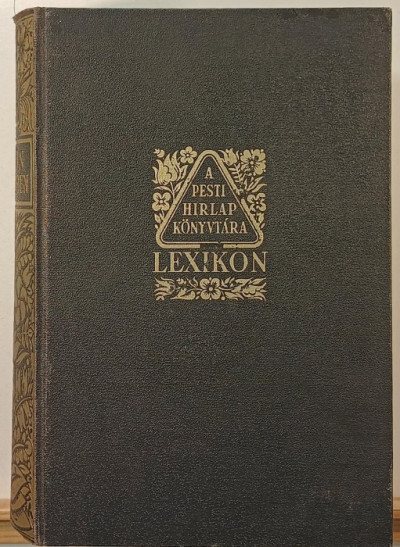 A
PESTI
HIRLAP
KÖNYVTÁRA
LEXIKON